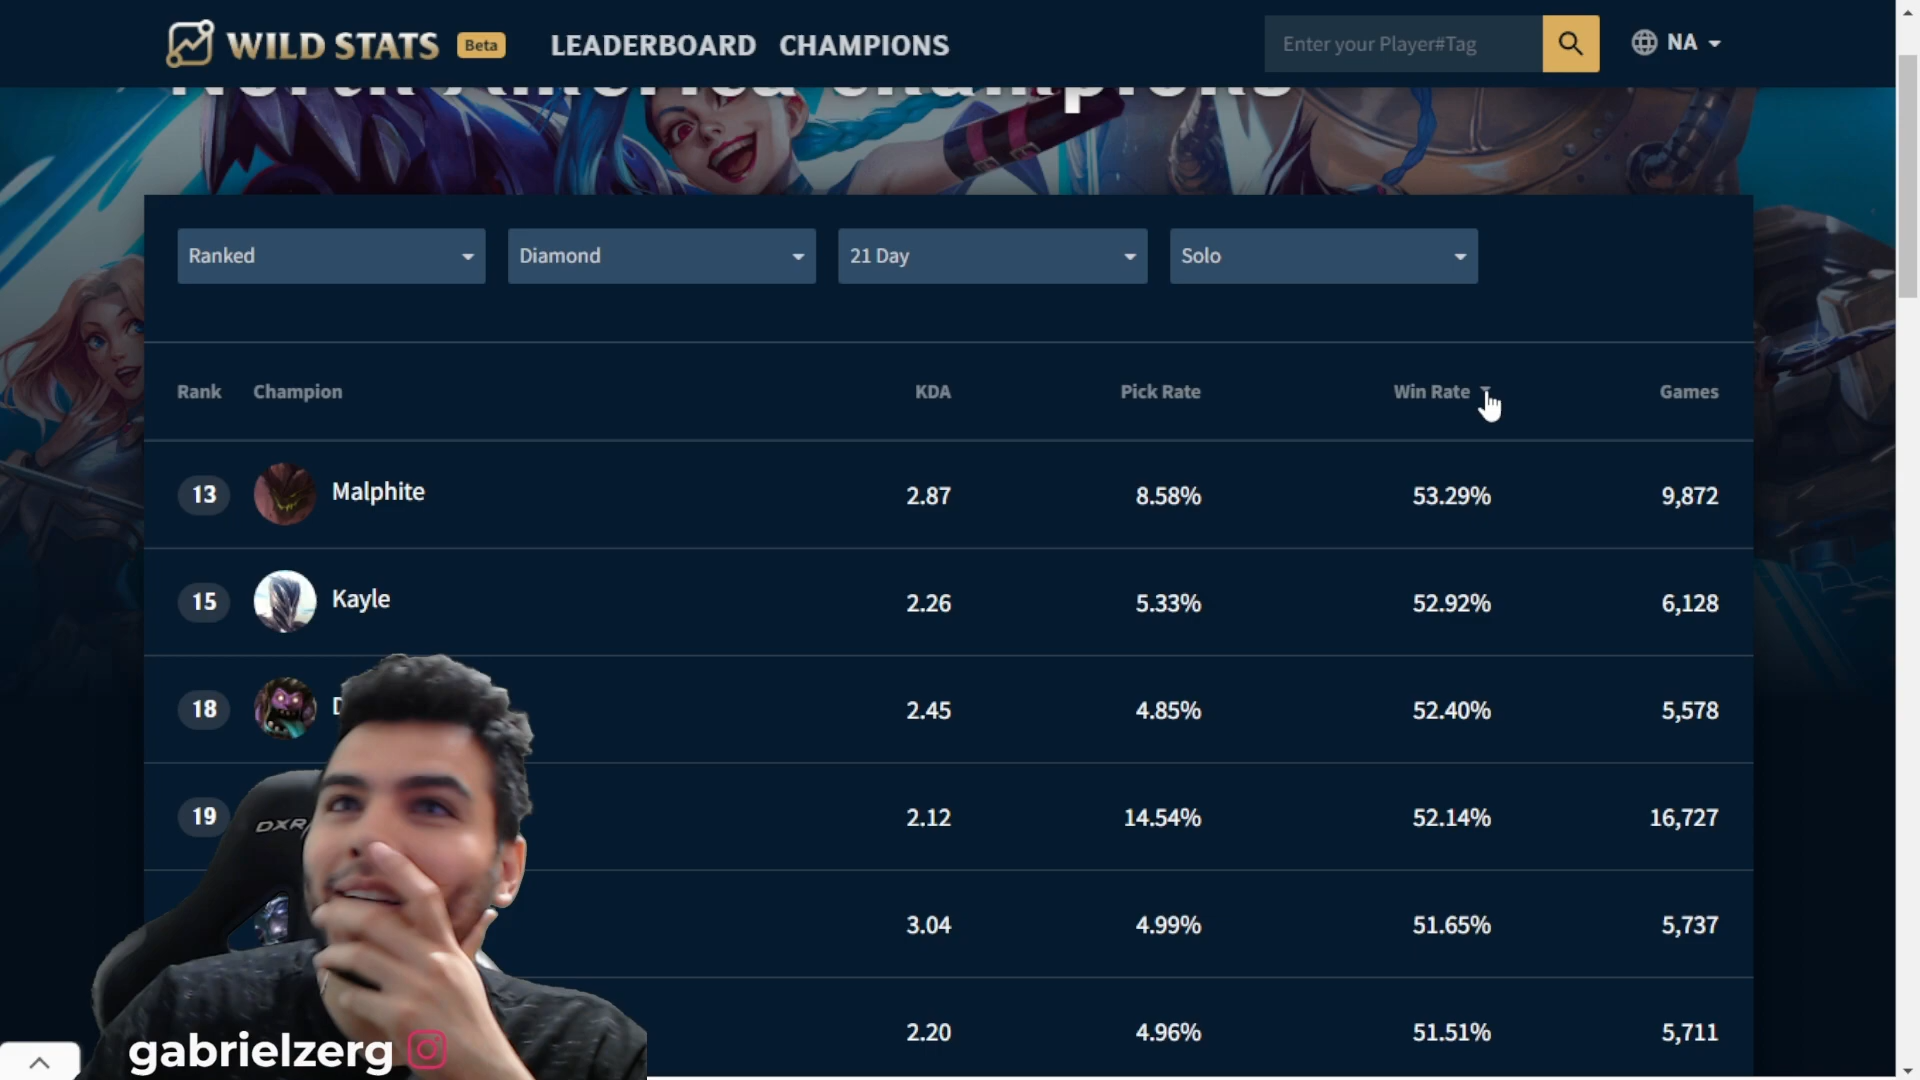 WILD STATS Beta LEADERBOARD CHAMPIONS Enter your Player#Tag NA
North America Champions
Ranked Diamond 21 Day Solo
Rank Champion KDA Pick Rate Win Rate Games
13 Malphite 2.87 8.58% 53.29% 9,872
15 Kayle 2.26 5.33% 52.92% 6,128
18 D 2.45 4.85% 52.40% 5,578
19 2.12 14.54% 52.14% 16,727
DXR
3.04 4.99% 51.65% 5,737
2.20 4.96% 51.51% 5,711
gabrielzerg